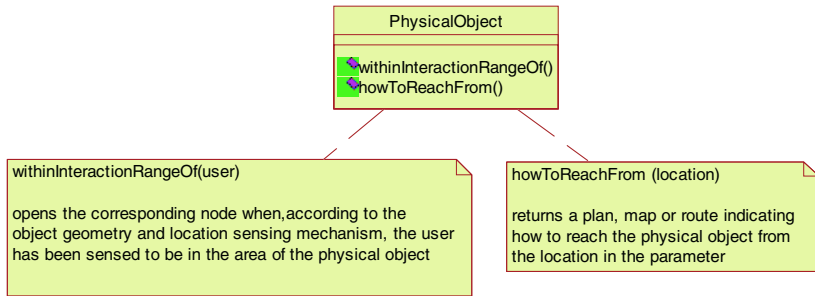 PhysicalObject
withinInteractionRangeOf()
howToReachFrom()
withinInteractionRangeOf(user)
opens the corresponding node when,according to the
object geometry and location sensing mechanism, the user
has been sensed to be in the area of the physical object
howToReachFrom (location)
returns a plan, map or route indicating
how to reach the physical object from
the location in the parameter